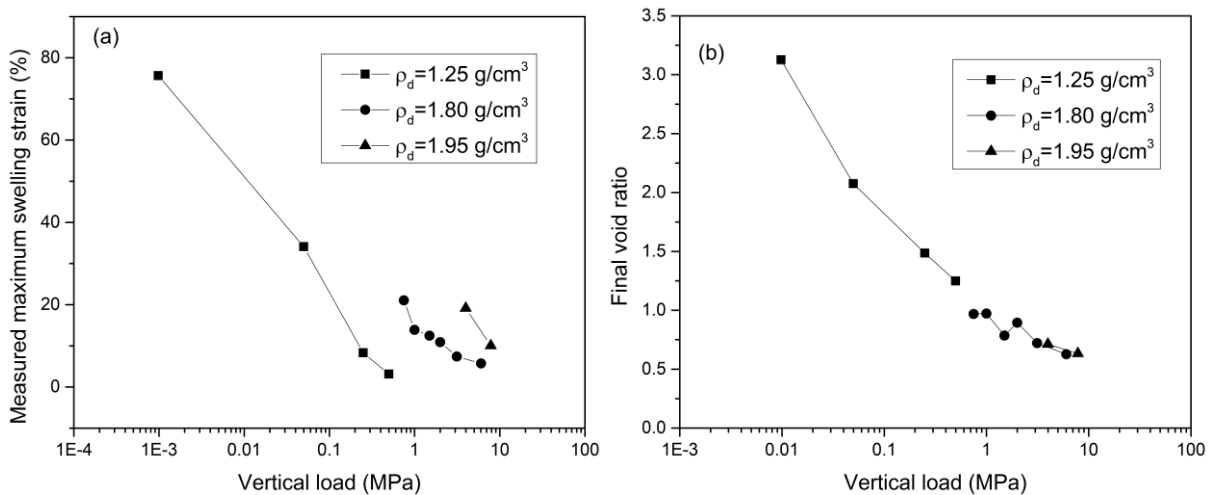 (a)
ρd=1.25 g/cm³
ρd=1.80 g/cm³
ρd=1.95 g/cm³
Measured maximum swelling strain (%)
80
60
40
20
0
1E-4
1E-3
0.01
0.1
1
10
100
Vertical load (MPa)
(b)
ρd=1.25 g/cm³
ρd=1.80 g/cm³
ρd=1.95 g/cm³
Final void ratio
3.5
3.0
2.5
2.0
1.5
1.0
0.5
0.0
1E-3
0.01
0.1
1
10
100
Vertical load (MPa)